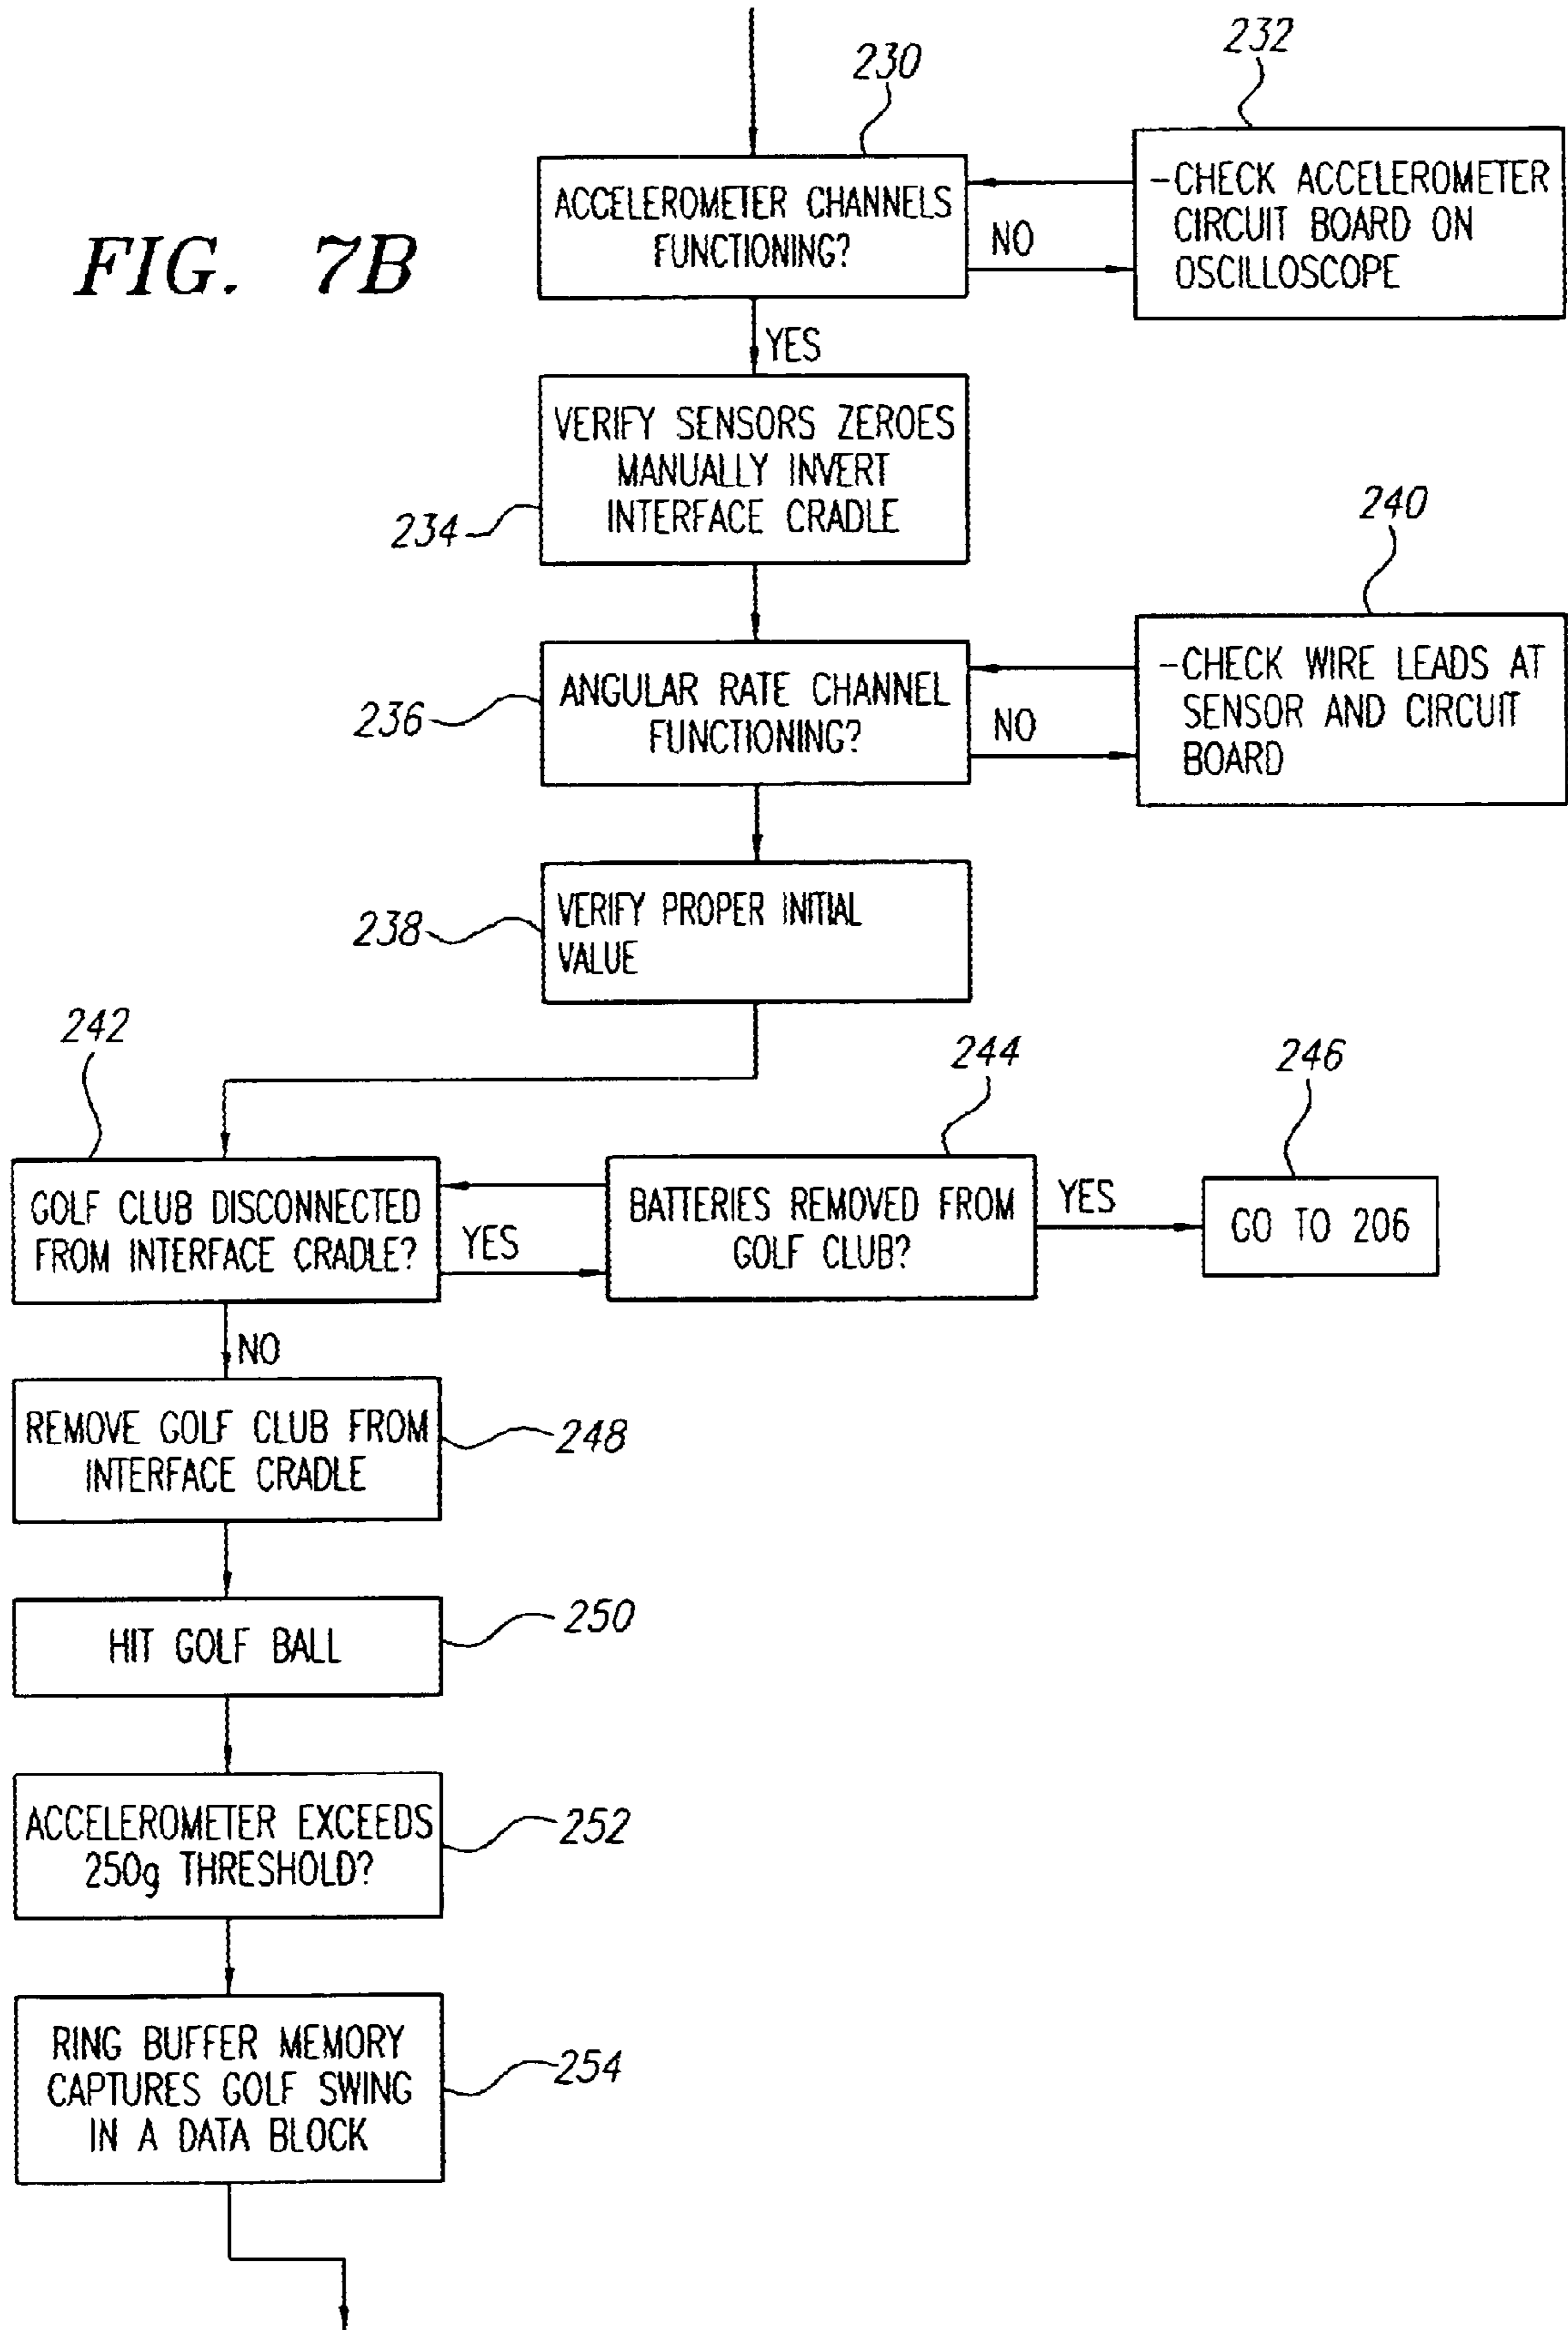 FIG. 7B
230
232
ACCELEROMETER CHANNELS
FUNCTIONING?
NO
-CHECK ACCELEROMETER
CIRCUIT BOARD ON
OSCILLOSCOPE
YES
VERIFY SENSORS ZEROES
MANUALLY INVERT
INTERFACE CRADLE
234
240
ANGULAR RATE CHANNEL
FUNCTIONING?
236
NO
-CHECK WIRE LEADS AT
SENSOR AND CIRCUIT
BOARD
VERIFY PROPER INITIAL
VALUE
238
242
244
246
GOLF CLUB DISCONNECTED
FROM INTERFACE CRADLE?
YES
BATTERIES REMOVED FROM
GOLF CLUB?
YES
GO TO 206
NO
REMOVE GOLF CLUB FROM
INTERFACE CRADLE
248
HIT GOLF BALL
250
ACCELEROMETER EXCEEDS
250g THRESHOLD?
252
RING BUFFER MEMORY
CAPTURES GOLF SWING
IN A DATA BLOCK
254